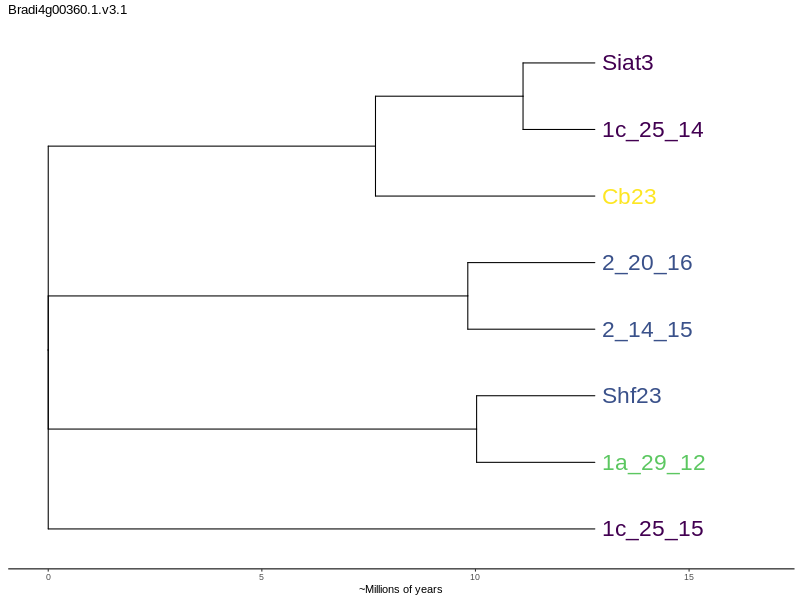 Bradi4g00360.1.v3.1
Siat3
1c_25_14
Cb23
2_20_16
2_14_15
Shf23
1a_29_12
1c_25_15
0 5 10 15
~Millions of years